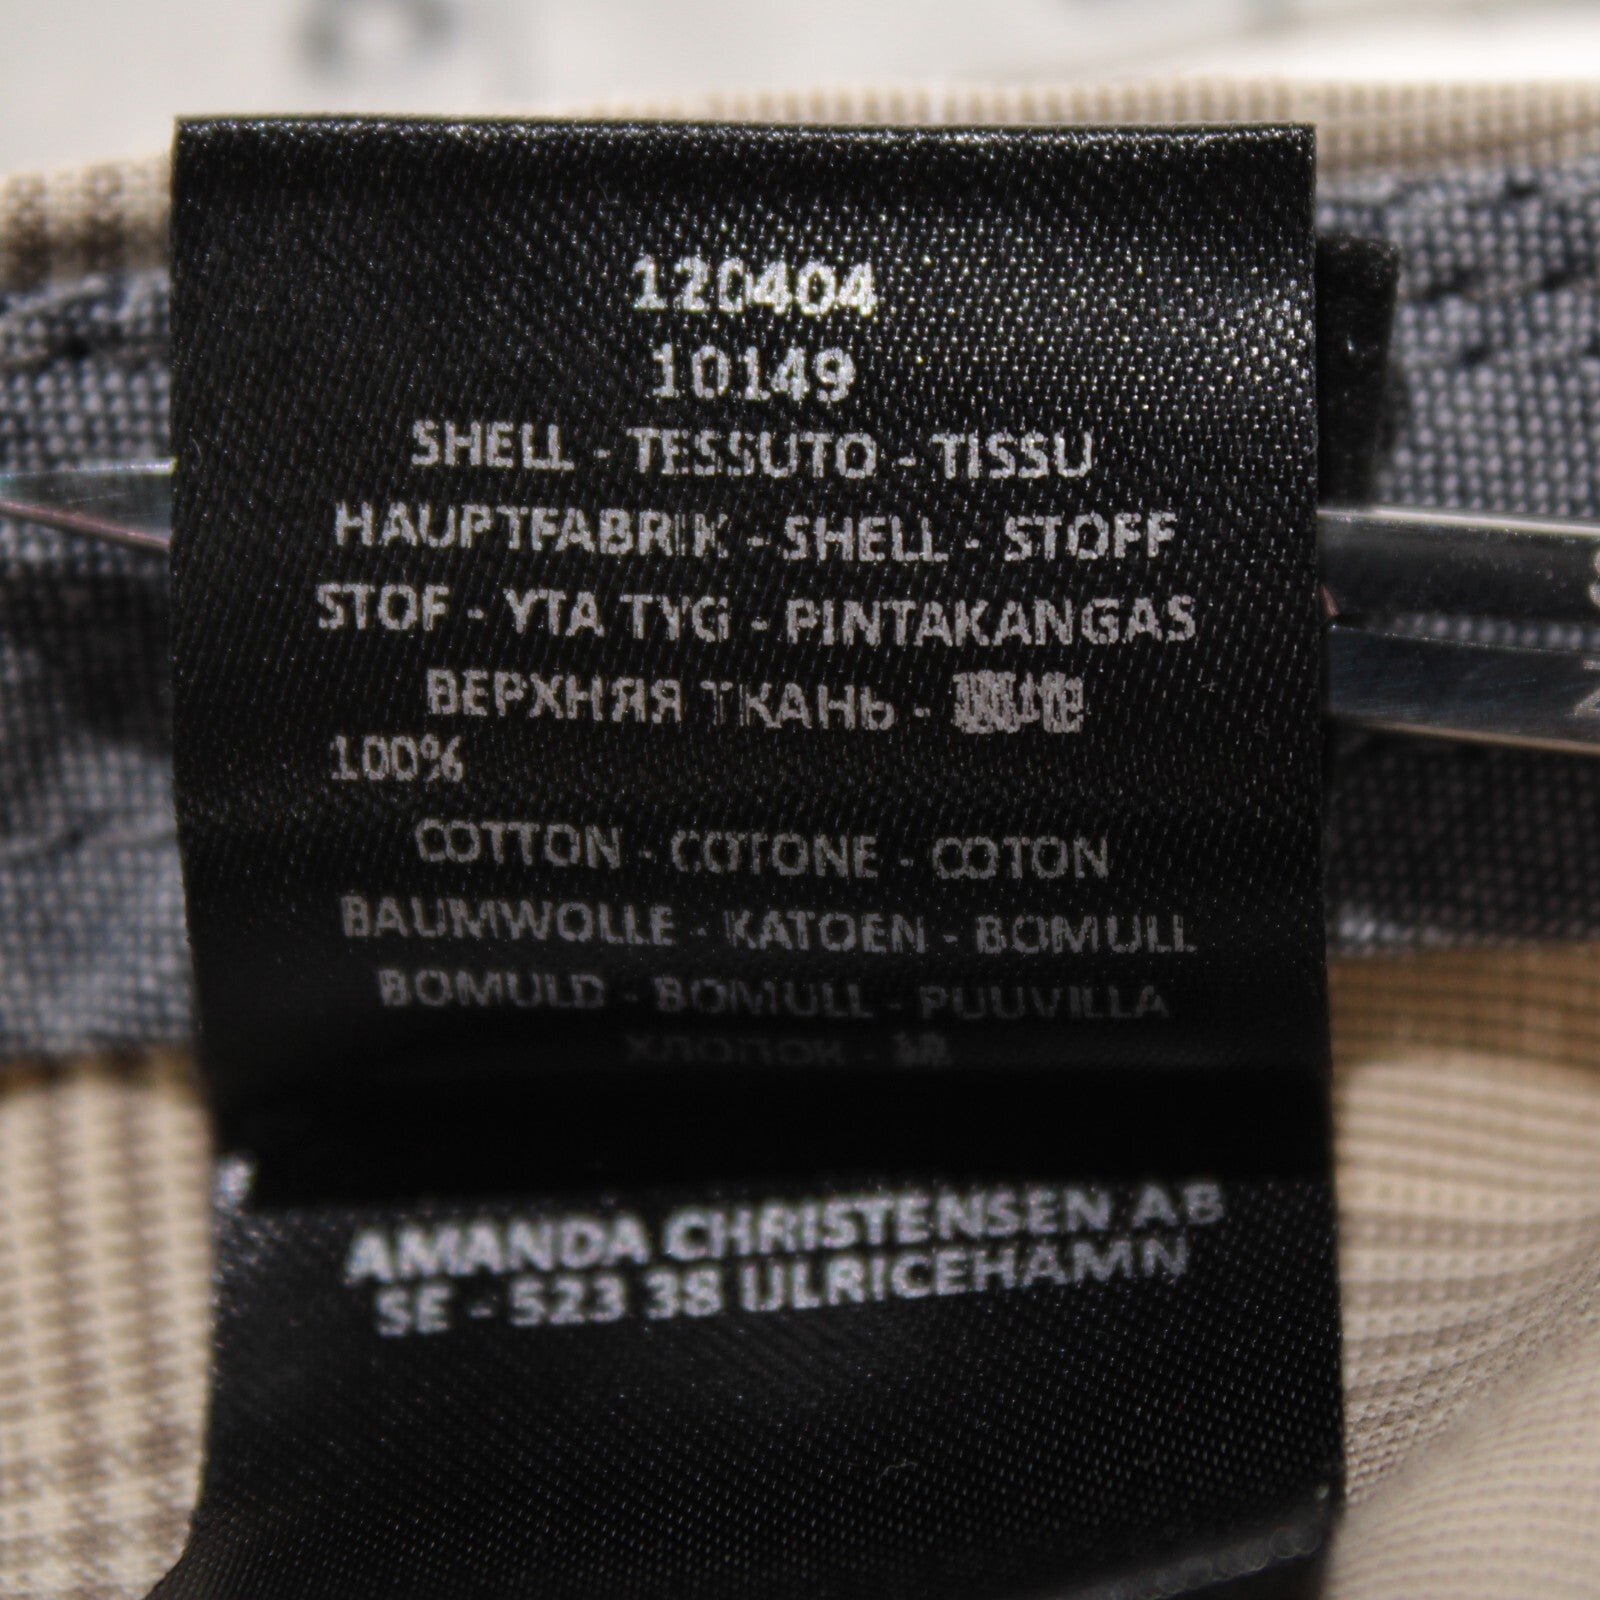 120404
10149
SHELL - TESSUTO - TISSU
HAUPTFABRIK - SHELL - STOFF
STOF - YTA TYG - PINTAKANGAS
ВЕРХНЯЯ ТКАНЬ -
100%
COTTON - COTONE - COTON
BAUMWOLLE - KATOEN - BOMULL
BOMULD - BOMULL - PUUVILLA
ХЛОПОК -
AMANDA CHRISTENSEN AB
SE - 523 38 ULRICEHAMN